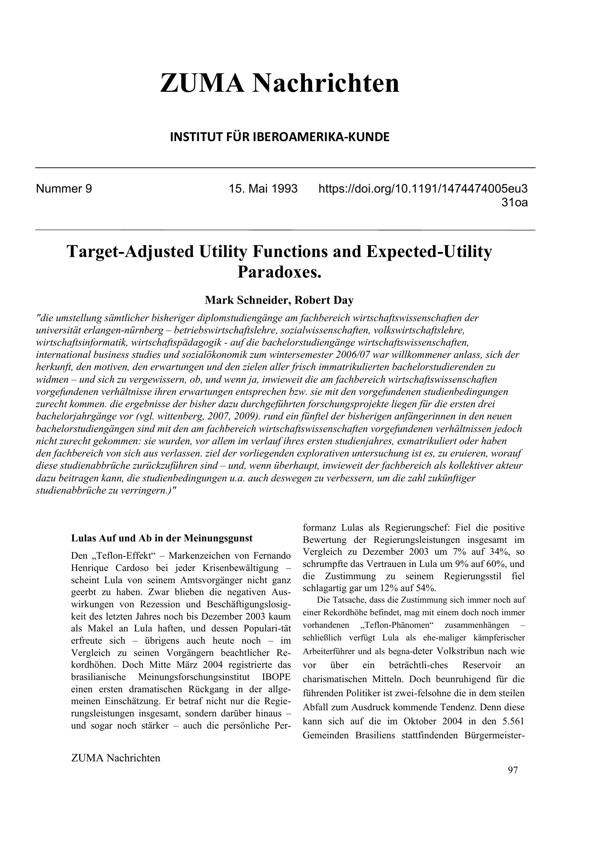 ZUMA Nachrichten
INSTITUT FÜR IBEROAMERIKA-KUNDE
Nummer 9 15. Mai 1993 https://doi.org/10.1191/1474474005eu3
31oa
Target-Adjusted Utility Functions and Expected-Utility
Paradoxes.
Mark Schneider, Robert Day
"die umstellung sämtlicher bisheriger diplomstudiengänge am fachbereich wirtschaftswissenschaften der
universität erlangen-nürnberg – betriebswirtschaftslehre, sozialwissenschaften, volkswirtschaftslehre,
wirtschaftsinformatik, wirtschaftspädagogik - auf die bachelorstudiengänge wirtschaftswissenschaften,
international business studies und sozialökonomik zum wintersemester 2006/07 war willkommener anlass, sich der
herkunft, den motiven, den erwartungen und den zielen aller frisch immatrikulierten bachelorstudierenden zu
widmen – und sich zu vergewissern, ob, und wenn ja, inwieweit die am fachbereich wirtschaftswissenschaften
vorgefundenen verhältnisse ihren erwartungen entsprechen bzw. sie mit den vorgefundenen studienbedingungen
zurecht kommen. die ergebnisse der bisher dazu durchgeführten forschungsprojekte liegen für die ersten drei
bachelorjahrgänge vor (vgl. wittenberg, 2007, 2009). rund ein fünftel der bisherigen anfängerinnen in den neuen
bachelorstudiengängen sind mit den am fachbereich wirtschaftswissenschaften vorgefundenen verhältnissen jedoch
nicht zurecht gekommen: sie wurden, vor allem im verlauf ihres ersten studienjahres, exmatrikuliert oder haben
den fachbereich von sich aus verlassen. ziel der vorliegenden explorativen untersuchung ist es, zu eruieren, worauf
diese studienabbrüche zurückzuführen sind – und, wenn überhaupt, inwieweit der fachbereich als kollektiver akteur
dazu beitragen kann, die studienbedingungen u.a. auch deswegen zu verbessern, um die zahl zukünftiger
studienabbrüche zu verringern.)"
Lulas Auf und Ab in der Meinungsgunst
Den „Teflon-Effekt“ – Markenzeichen von Fernando
Henrique Cardoso bei jeder Krisenbewältigung –
scheint Lula von seinem Amtsvorgänger nicht ganz
geerbt zu haben. Zwar blieben die negativen Aus-
wirkungen von Rezession und Beschäftigungslosig-
keit des letzten Jahres noch bis Dezember 2003 kaum
als Makel an Lula haften, und dessen Populari-tät
erfreute sich – übrigens auch heute noch – im
Vergleich zu seinen Vorgängern beachtlicher Re-
kordhöhen. Doch Mitte März 2004 registrierte das
brasilianische Meinungsforschungsinstitut IBOPE
einen ersten dramatischen Rückgang in der allge-
meinen Einschätzung. Er betraf nicht nur die Regie-
rungsleistungen insgesamt, sondern darüber hinaus –
und sogar noch stärker – auch die persönliche Per-
formanz Lulas als Regierungschef: Fiel die positive
Bewertung der Regierungsleistungen insgesamt im
Vergleich zu Dezember 2003 um 7% auf 34%, so
schrumpfte das Vertrauen in Lula um 9% auf 60%, und
die Zustimmung zu seinem Regierungsstil fiel
schlagartig gar um 12% auf 54%.
Die Tatsache, dass die Zustimmung sich immer noch auf
einer Rekordhöhe befindet, mag mit einem doch noch immer
vorhandenen „Teflon-Phänomen“ zusammenhängen –
schließlich verfügt Lula als ehe-maliger kämpferischer
Arbeiterführer und als begna-deter Volkstribun nach wie
vor über ein beträchtli-ches Reservoir an
charismatischen Mitteln. Doch beunruhigend für die
führenden Politiker ist zwei-felsohne die in dem steilen
Abfall zum Ausdruck kommende Tendenz. Denn diese
kann sich auf die im Oktober 2004 in den 5.561
Gemeinden Brasiliens stattfindenden Bürgermeister-
ZUMA Nachrichten
97